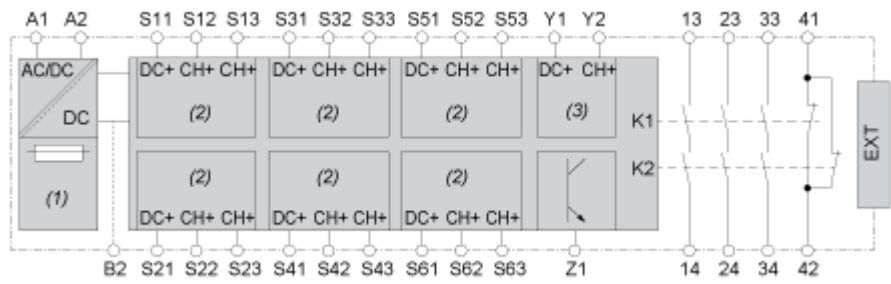 A1 A2 S11 S12 S13 S31 S32 S33 S51 S52 S53 Y1 Y2 13 23 33 41
AC/DC DC+ CH+ CH+ DC+ CH+ CH+ DC+ CH+ CH+ DC+ CH+
DC (2) (2) (2) (3) K1
EXT
(1) (2) (2) (2) K2
DC+ CH+ CH+ DC+ CH+ CH+ DC+ CH+ CH+
B2 S21 S22 S23 S41 S42 S43 S61 S62 S63 Z1 14 24 34 42